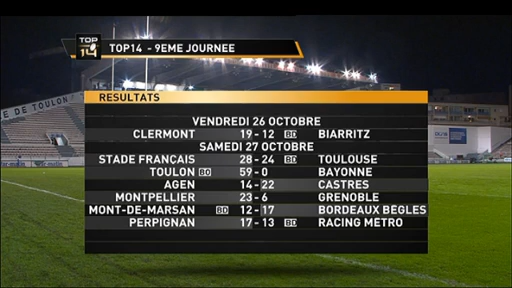 TOP 14
TOP14 - 9EME JOURNEE
RESULTATS
VENDREDI 26 OCTOBRE
CLERMONT 19 - 12 BD BIARRITZ
SAMEDI 27 OCTOBRE
STADE FRANÇAIS 28 - 24 BD TOULOUSE
TOULON BO 59 - 0 BAYONNE
AGEN 14 - 22 CASTRES
MONTPELLIER 23 - 6 GRENOBLE
MONT-DE-MARSAN BD 12 - 17 BORDEAUX BÈGLES
PERPIGNAN 17 - 13 BD RACING MÉTRO
DE TOULON